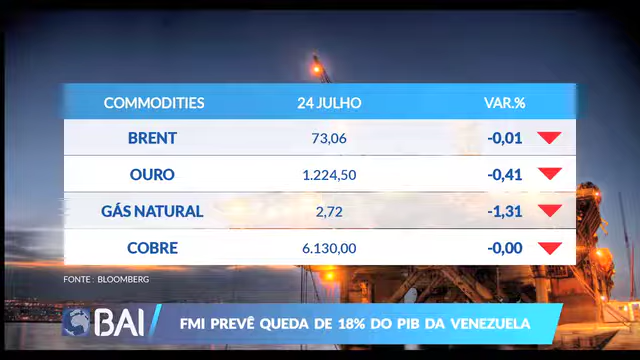 COMMODITIES 24 JULHO VAR.%
BRENT 73,06 -0,01
OURO 1.224,50 -0,41
GÁS NATURAL 2,72 -1,31
COBRE 6.130,00 -0,00
FONTE: BLOOMBERG
BAI FMI PREVÊ QUEDA DE 18% DO PIB DA VENEZUELA